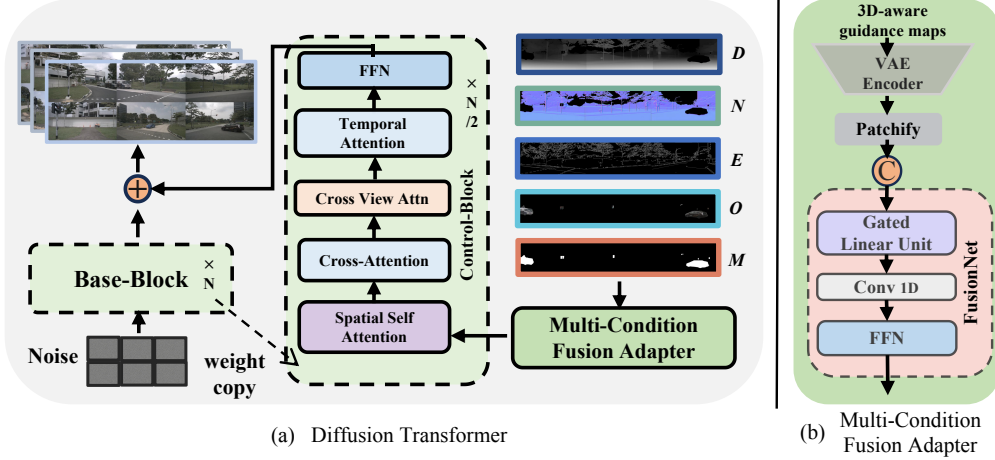 FFN
Temporal
Attention
Cross View Attn
Cross-Attention
Spatial Self
Attention
×
N
/2
Control-Block
Base-Block
×
N
Noise
weight
copy
D
N
E
O
M
Multi-Condition
Fusion Adapter
(a) Diffusion Transformer
3D-aware
guidance maps
VAE
Encoder
Patchify
C
Gated
Linear Unit
Conv 1D
FFN
FusionNet
(b) Multi-Condition
Fusion Adapter